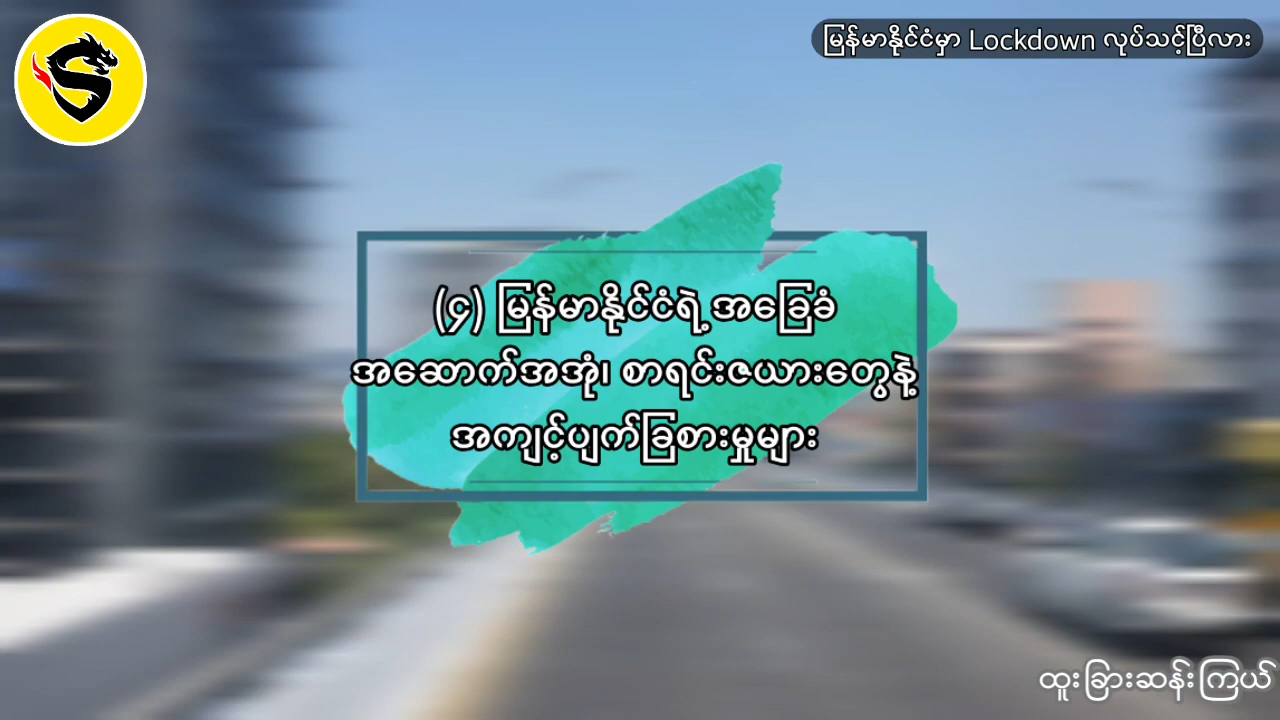 မြန်မာနိုင်ငံမှာ Lockdown လုပ်သင့်ပြီလား
(၄) မြန်မာနိုင်ငံရဲ့ အခြေခံ
အဆောက်အအုံ၊ စာရင်းဇယားတွေနဲ့
အကျင့်ပျက်ခြစားမှုများ
ထူးခြားဆန်းကြယ်